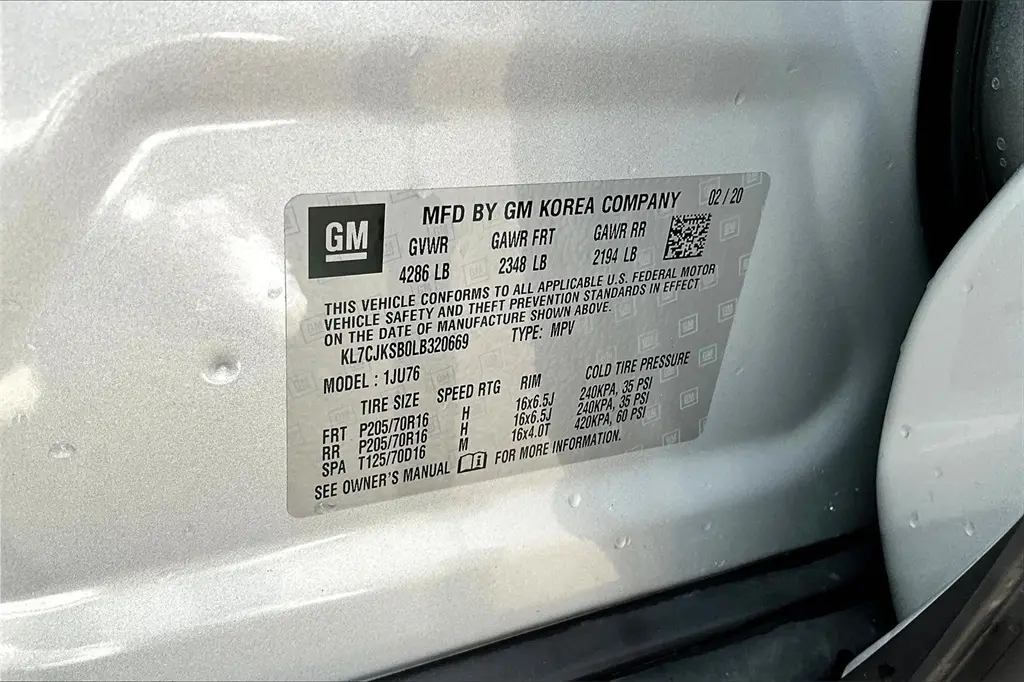 GM
MFD BY GM KOREA COMPANY 02 / 20
GVWR GAWR FRT GAWR RR
4286 LB 2348 LB 2194 LB
THIS VEHICLE CONFORMS TO ALL APPLICABLE U.S. FEDERAL MOTOR
VEHICLE SAFETY AND THEFT PREVENTION STANDARDS IN EFFECT
ON THE DATE OF MANUFACTURE SHOWN ABOVE.
KL7CJKSB0LB320669 TYPE: MPV
MODEL : 1JU76
TIRE SIZE SPEED RTG RIM COLD TIRE PRESSURE
FRT P205/70R16 H 16x6.5J 240KPA, 35 PSI
RR P205/70R16 H 16x6.5J 240KPA, 35 PSI
SPA T125/70D16 M 16x4.0T 420KPA, 60 PSI
SEE OWNER'S MANUAL FOR MORE INFORMATION.